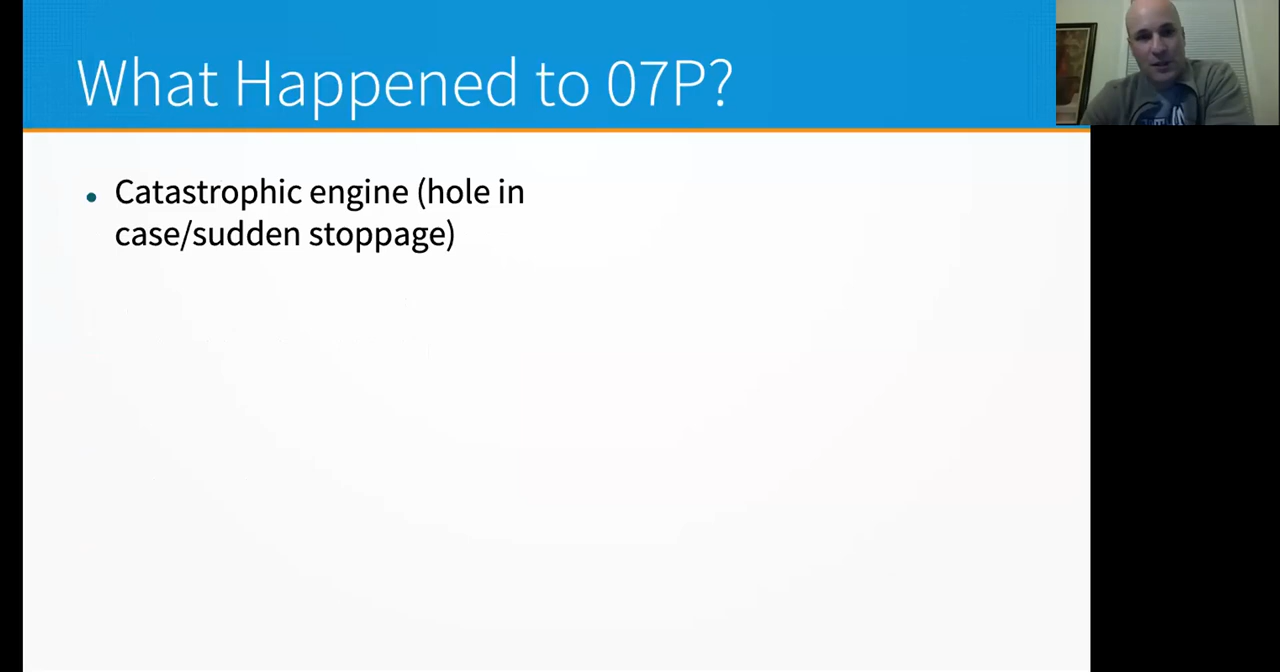 What Happened to 07P?
• Catastrophic engine (hole in
case/sudden stoppage)